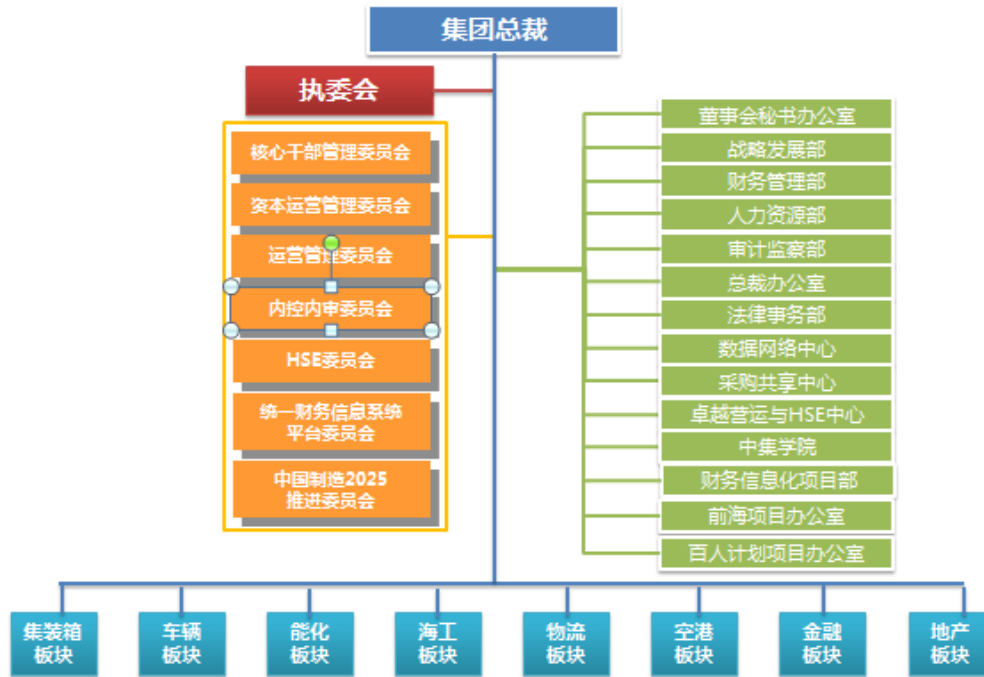 集团总裁
执委会
核心干部管理委员会
资本运营管理委员会
运营管理委员会
内控内审委员会
HSE委员会
统一财务信息系统
平台委员会
中国制造2025
推进委员会
董事会秘书办公室
战略发展部
财务管理部
人力资源部
审计监察部
总裁办公室
法律事务部
数据网络中心
采购共享中心
卓越营运与HSE中心
中集学院
财务信息化项目部
前海项目办公室
百人计划项目办公室
集装箱
板块
车辆
板块
能化
板块
海工
板块
物流
板块
空港
板块
金融
板块
地产
板块